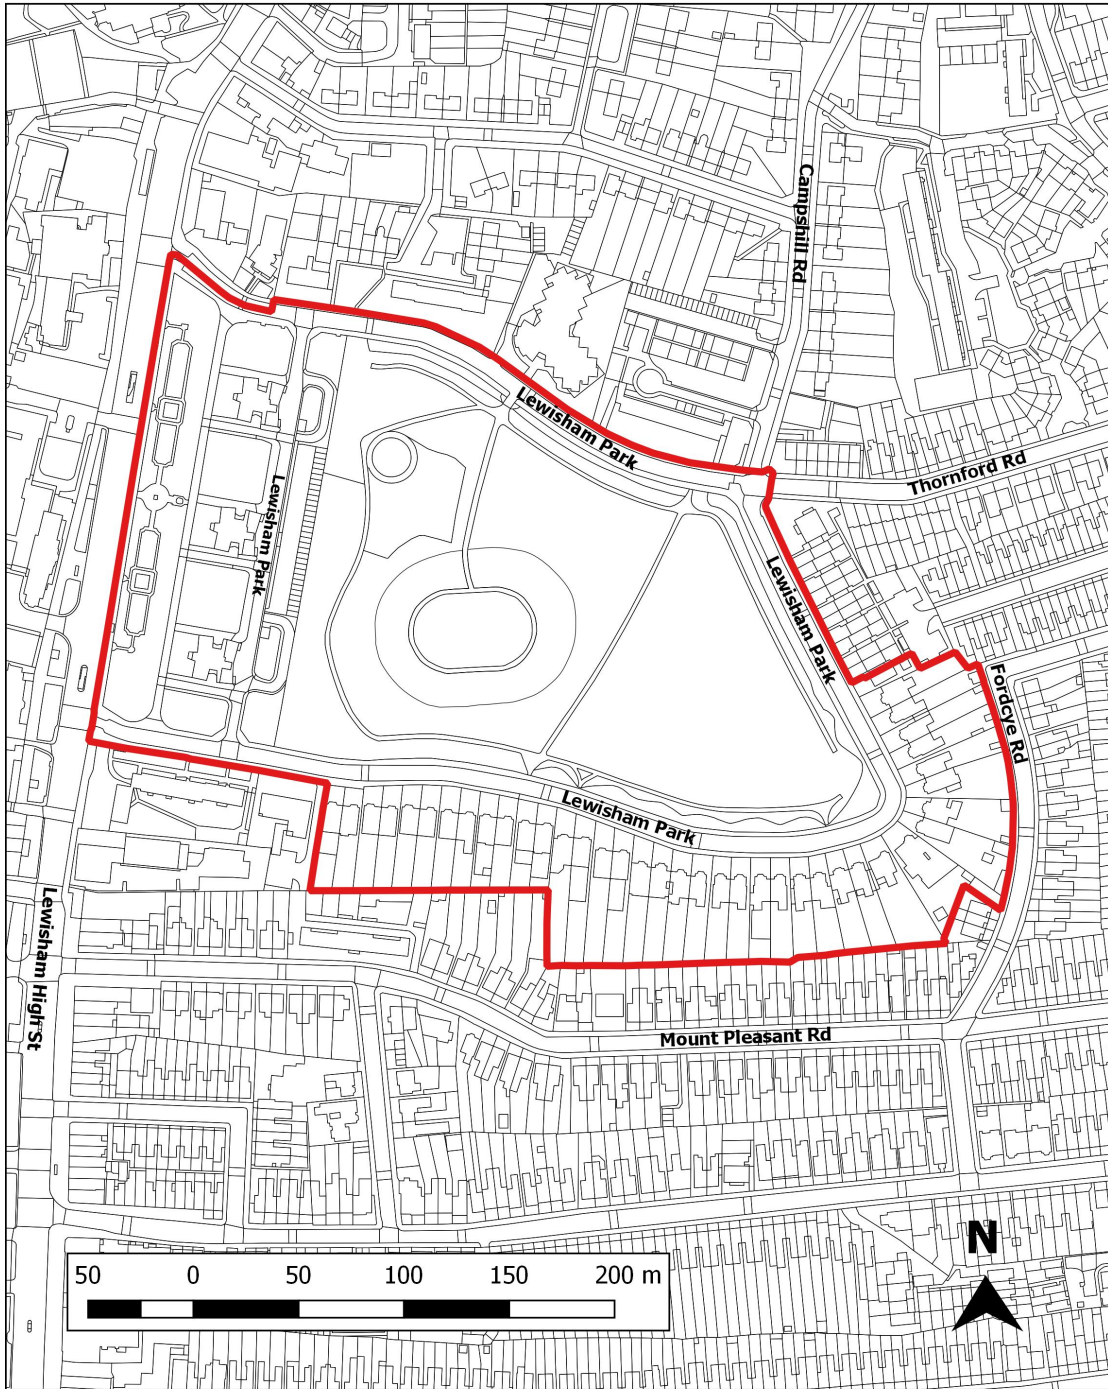 Campshill Rd
Lewisham Park
Thornford Rd
Lewisham Park
Lewisham Park
Fordcye Rd
Lewisham Park
Lewisham High St
Mount Pleasant Rd
N
50 0 50 100 150 200 m